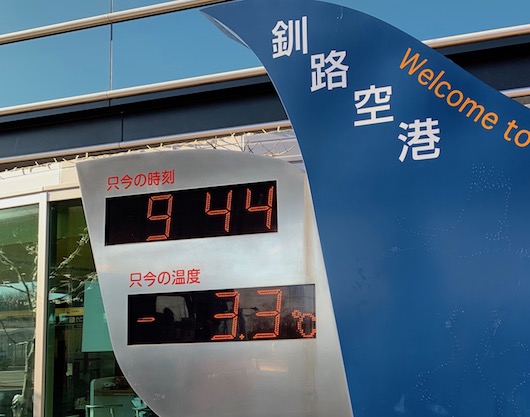 釧路空港
Welcome to
只今の時刻
9 44
只今の温度
- 3.3℃